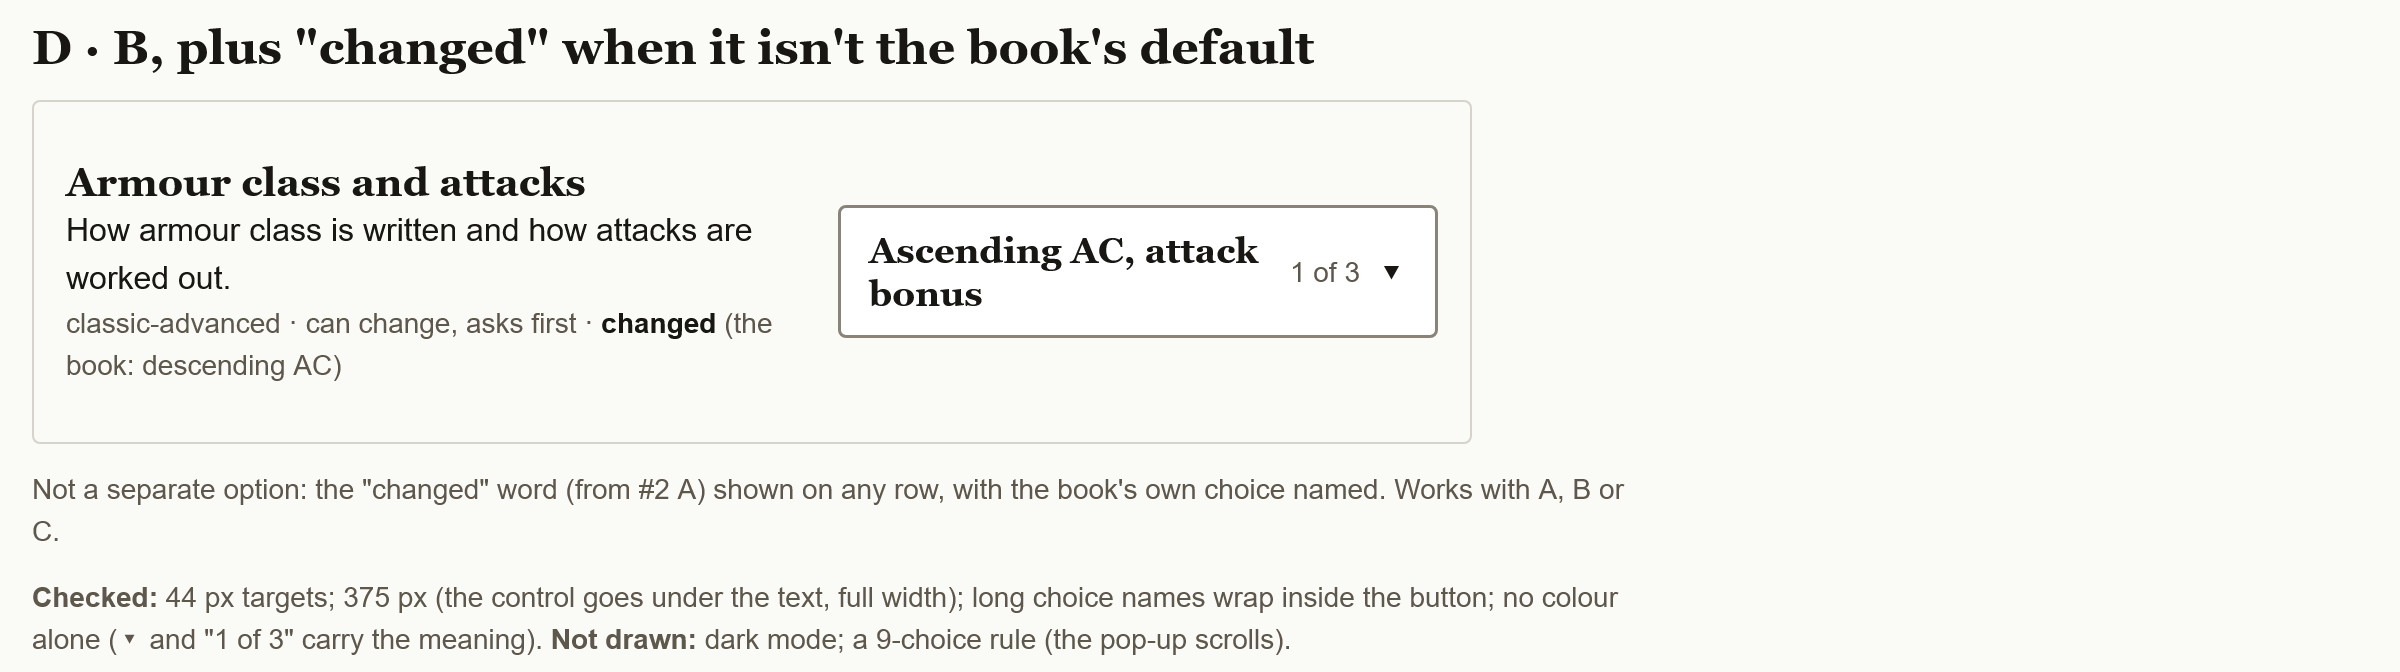 D · B, plus "changed" when it isn't the book's default
Armour class and attacks
How armour class is written and how attacks are
worked out.
classic-advanced · can change, asks first · changed (the
book: descending AC)
Ascending AC, attack
bonus
1 of 3 ▼
Not a separate option: the "changed" word (from #2 A) shown on any row, with the book's own choice named. Works with A, B or
C.
Checked: 44 px targets; 375 px (the control goes under the text, full width); long choice names wrap inside the button; no colour
alone (▾ and "1 of 3" carry the meaning). Not drawn: dark mode; a 9-choice rule (the pop-up scrolls).